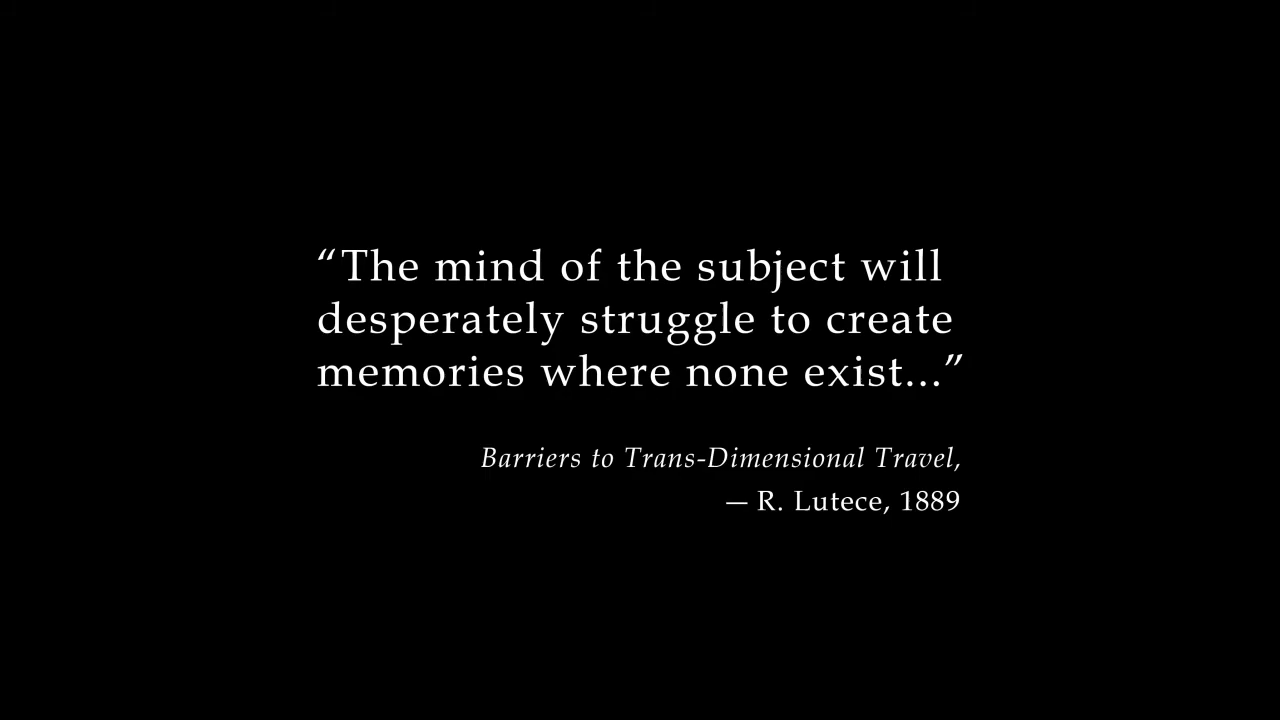 “The mind of the subject will
desperately struggle to create
memories where none exist...”
Barriers to Trans-Dimensional Travel,
— R. Lutece, 1889